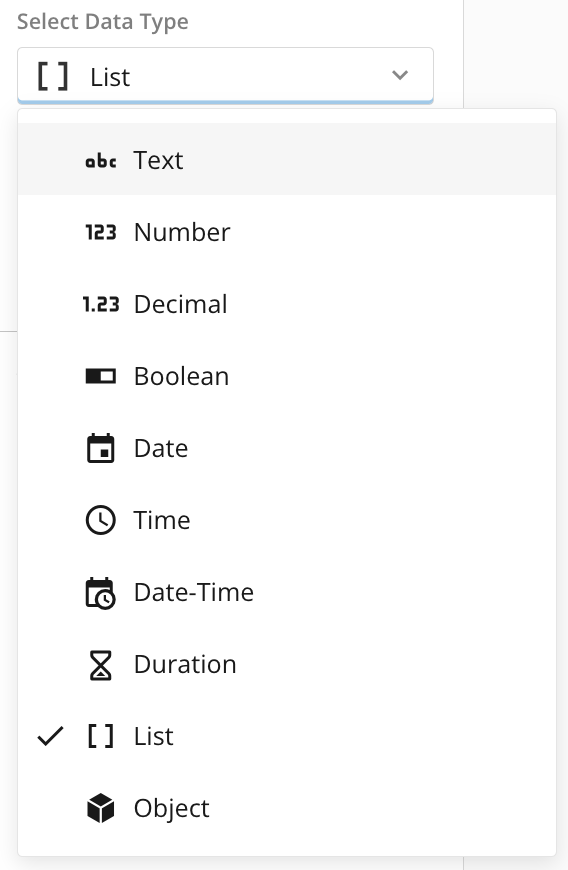 Select Data Type
[ ] List
abc Text
123 Number
1.23 Decimal
Boolean
Date
Time
Date-Time
Duration
[ ] List
Object